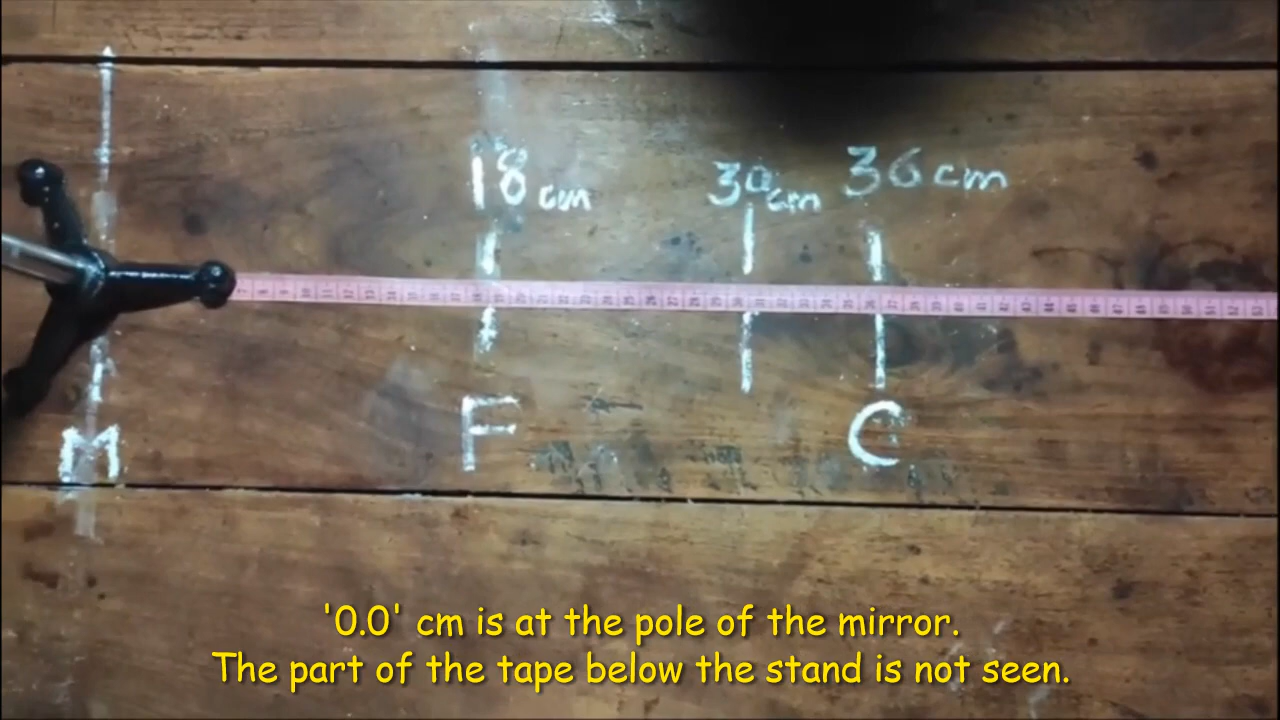 18 cm
30 cm
36 cm
M
F
C
'0.0' cm is at the pole of the mirror.
The part of the tape below the stand is not seen.